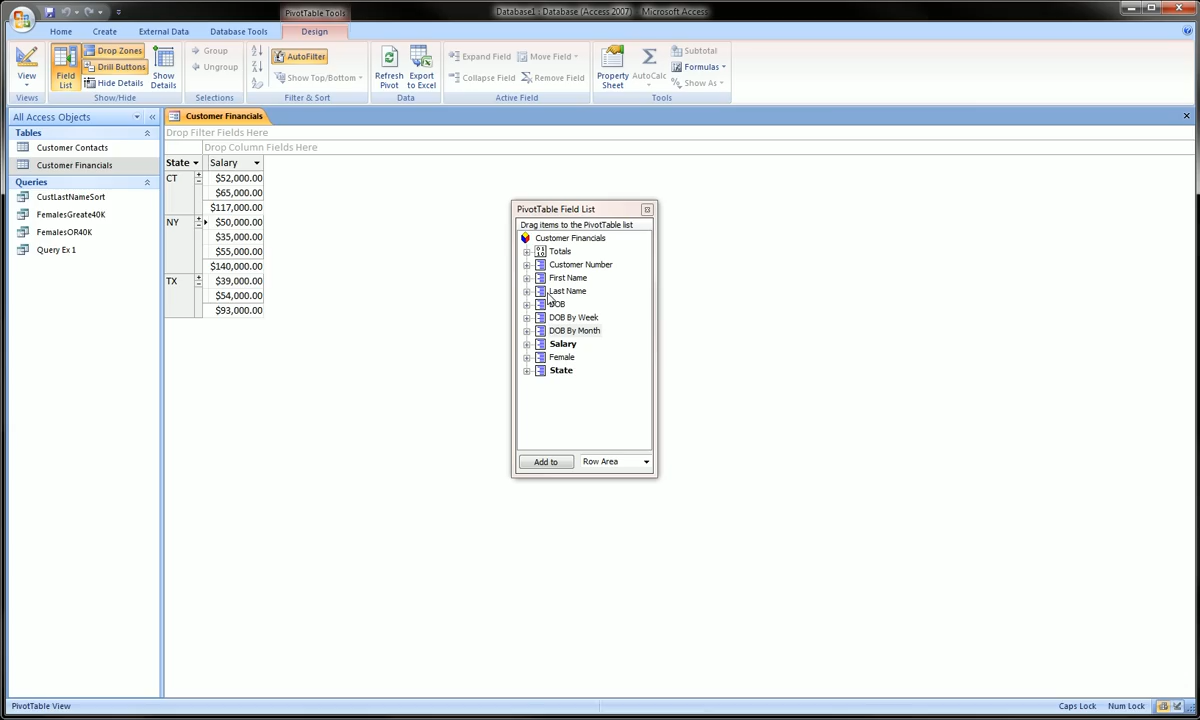 PivotTable Tools
Database1 : Database (Access 2007) - Microsoft Access
Home Create External Data Database Tools Design
View
Views
Field List
Drop Zones
Drill Buttons
Hide Details
Show Details
Show/Hide
Group
Ungroup
Selections
AutoFilter
Show Top/Bottom
Filter & Sort
Refresh Pivot
Export to Excel
Data
Expand Field
Collapse Field
Move Field
Remove Field
Active Field
Property Sheet
AutoCalc
Subtotal
Formulas
Show As
Tools
All Access Objects
Tables
Customer Contacts
Customer Financials
Queries
CustLastNameSort
FemalesGreate40K
FemalesOR40K
Query Ex 1
Customer Financials
Drop Filter Fields Here
Drop Column Fields Here
State Salary
CT $52,000.00
$65,000.00
$117,000.00
NY $50,000.00
$35,000.00
$55,000.00
$140,000.00
TX $39,000.00
$54,000.00
$93,000.00
PivotTable Field List
Drag items to the PivotTable list
Customer Financials
Totals
Customer Number
First Name
Last Name
DOB
DOB By Week
DOB By Month
Salary
Female
State
Add to Row Area
PivotTable View
Caps Lock Num Lock